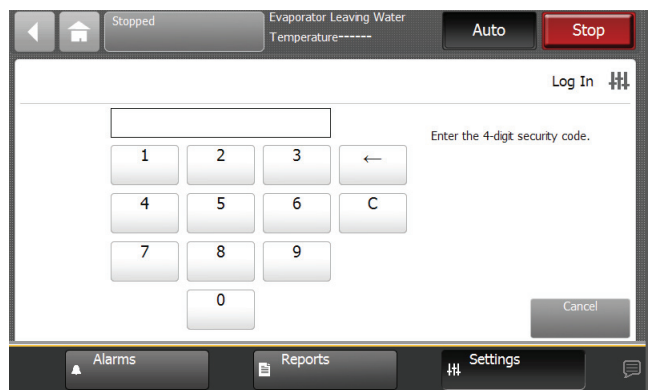 Stopped
Evaporator Leaving Water
Temperature------
Auto
Stop
Log In
Enter the 4-digit security code.
1 2 3 ←
4 5 6 C
7 8 9
0
Cancel
Alarms
Reports
Settings